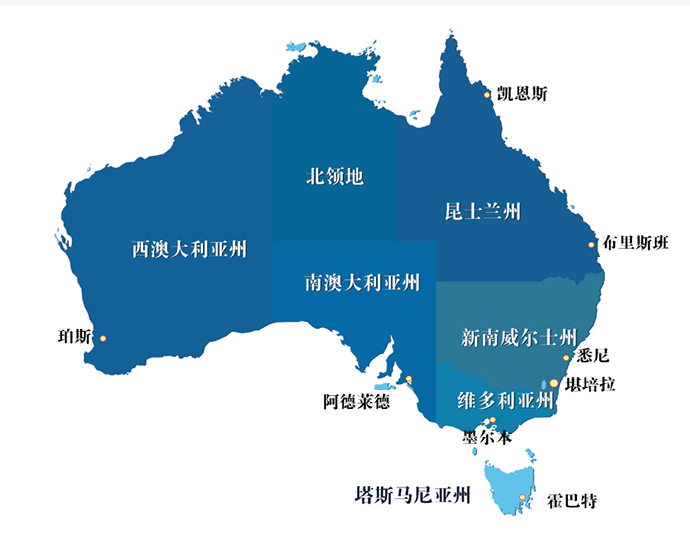 凯恩斯
北领地
昆士兰州
布里斯班
西澳大利亚州
南澳大利亚州
珀斯
新南威尔士州
悉尼
堪培拉
阿德莱德
维多利亚州
墨尔本
塔斯马尼亚州
霍巴特